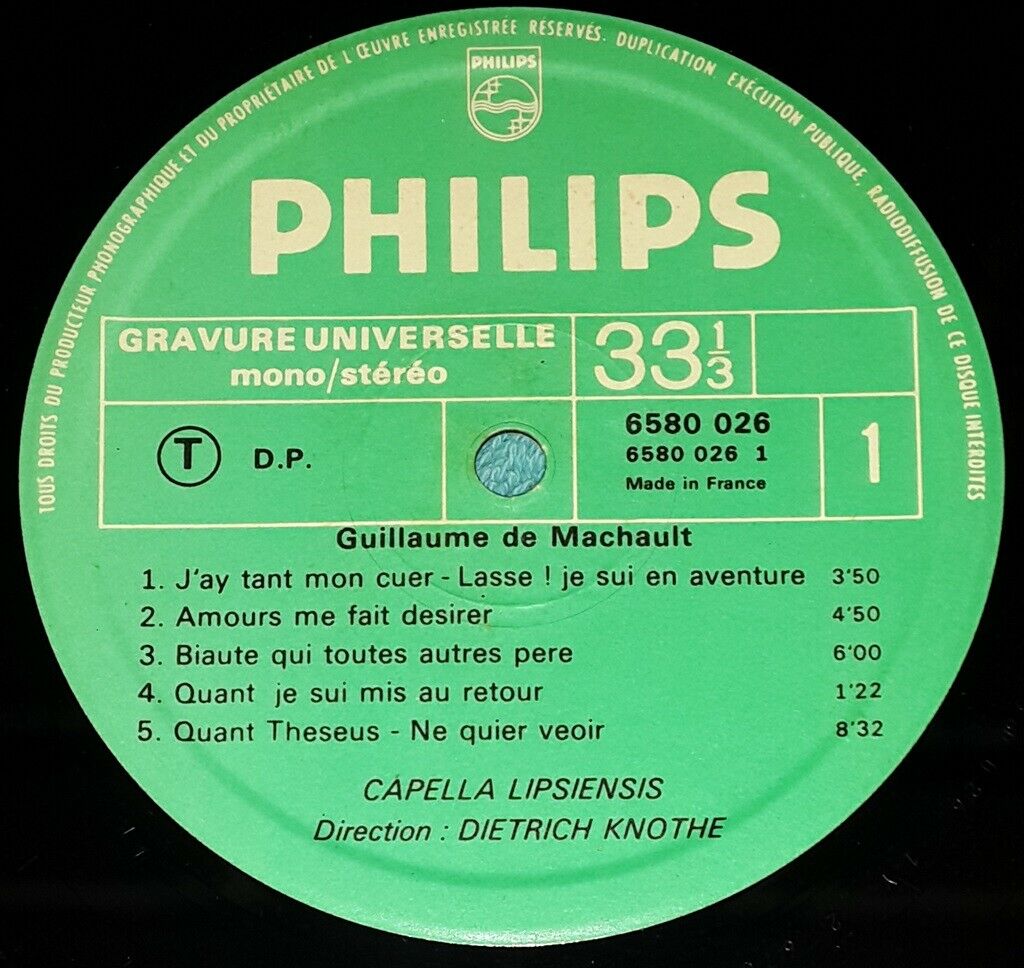 TOUS DROITS DU PRODUCTEUR PHONOGRAPHIQUE ET DU PROPRIÉTAIRE DE L'ŒUVRE ENREGISTRÉE RÉSERVÉS. DUPLICATION, EXÉCUTION PUBLIQUE, RADIODIFFUSION DE CE DISQUE INTERDITES
PHILIPS
PHILIPS
GRAVURE UNIVERSELLE
mono/stéréo
33 1/3
T D.P.
6580 026
6580 026 1
Made in France
1
Guillaume de Machault
1. J'ay tant mon cuer - Lasse ! je sui en aventure 3'50
2. Amours me fait desirer 4'50
3. Biaute qui toutes autres pere 6'00
4. Quant je sui mis au retour 1'22
5. Quant Theseus - Ne quier veoir 8'32
CAPELLA LIPSIENSIS
Direction : DIETRICH KNOTHE